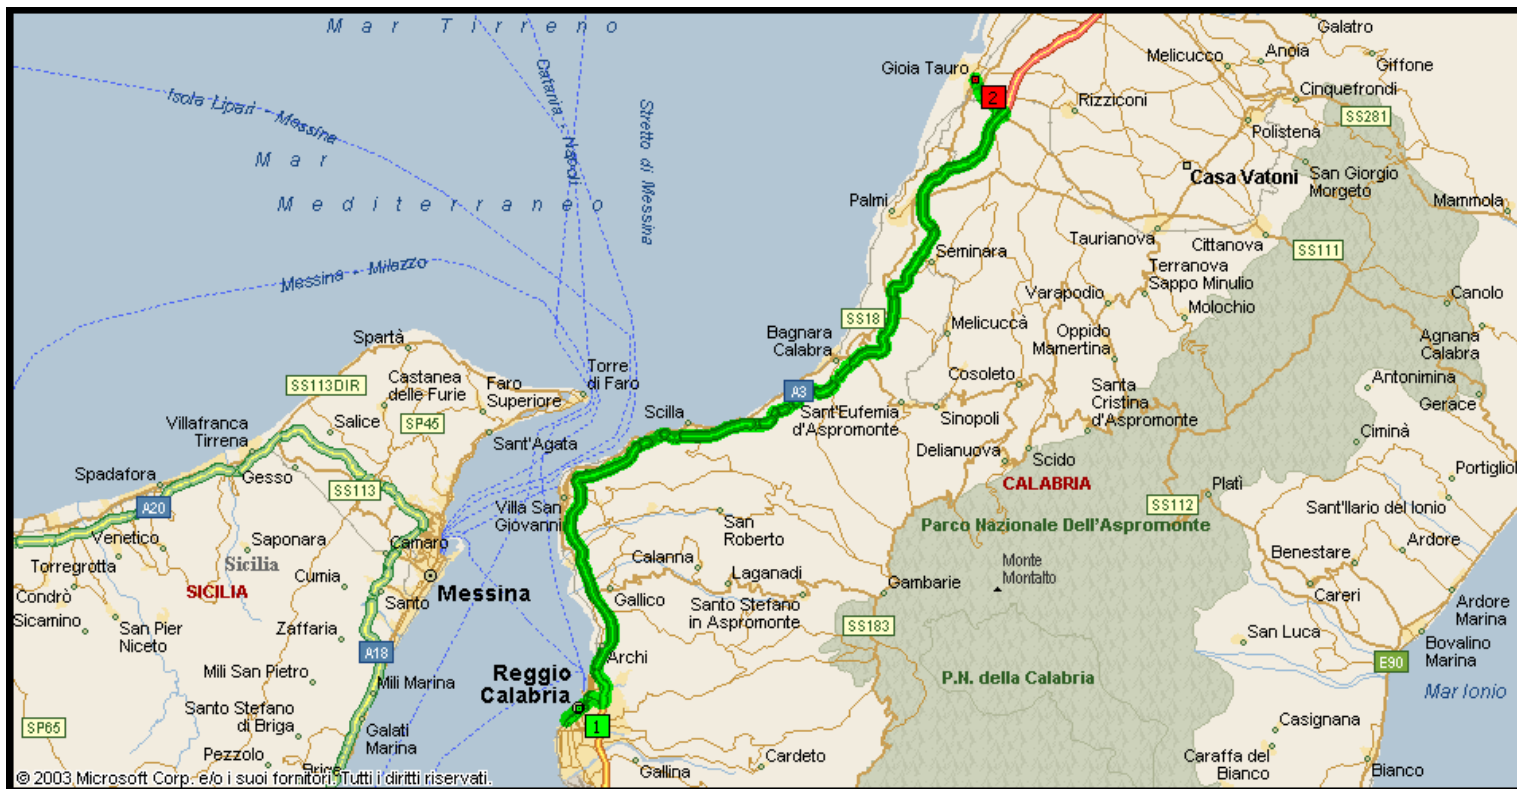 Mar Tirreno
Galatro
Melicucco
Anoia
Giffone
Gioia Tauro
Catania - Napoli
Cinquefrondi
2
Rizziconi
Isola Lipari - Messina
Stretto di Messina
SS281
Polistena
Mar
Mediterraneo
Casa Vatoni
San Giorgio
Morgeto
Palmi
Mammola
Taurianova
Cittanova
SS111
Seminara
Messina - Milazzo
Terranova
Sappo Minulio
Varapodio
Canolo
Molochio
SS18
Melicuccà
Oppido
Mamertina
Bagnara
Calabra
Agnana
Calabra
Spartà
Torre
di Faro
SS113DIR
Castanea
delle Furie
Faro
Superiore
A3
Cosoleto
Santa
Cristina
d'Aspromonte
Antonimina
Gerace
Villafranca
Tirrena
Salice
SP45
Scilla
Sant'Eufemia
d'Aspromonte
Sinopoli
Sant'Agata
Ciminà
Delianuova
Scido
Spadafora
Gesso
SS113
CALABRIA
Portigliol
Platì
A20
Villa San
Giovanni
SS112
Sant'Ilario del Ionio
San
Roberto
Parco Nazionale Dell'Aspromonte
Venetico
Saponara
Camaro
Ardore
Torregrotta
Sicilia
Calanna
Laganadi
Monte
Montalto
Benestare
Cumia
Messina
Gambarie
Condrò
SICILIA
Santo
Gallico
Santo Stefano
in Aspromonte
Careri
Ardore
Marina
Sicamino
San Pier
Niceto
Zaffaria
SS183
San Luca
Bovalino
Marina
A18
Archi
E90
Mili San Pietro
Mili Marina
Reggio
Calabria
P.N. della Calabria
Mar Ionio
Santo Stefano
di Briga
SP65
Galati
Marina
1
Casignana
Pezzolo
Cardeto
Caraffa del
Bianco
Gallina
Bianco
Briga
© 2003 Microsoft Corp. e/o i suoi fornitori. Tutti i diritti riservati.